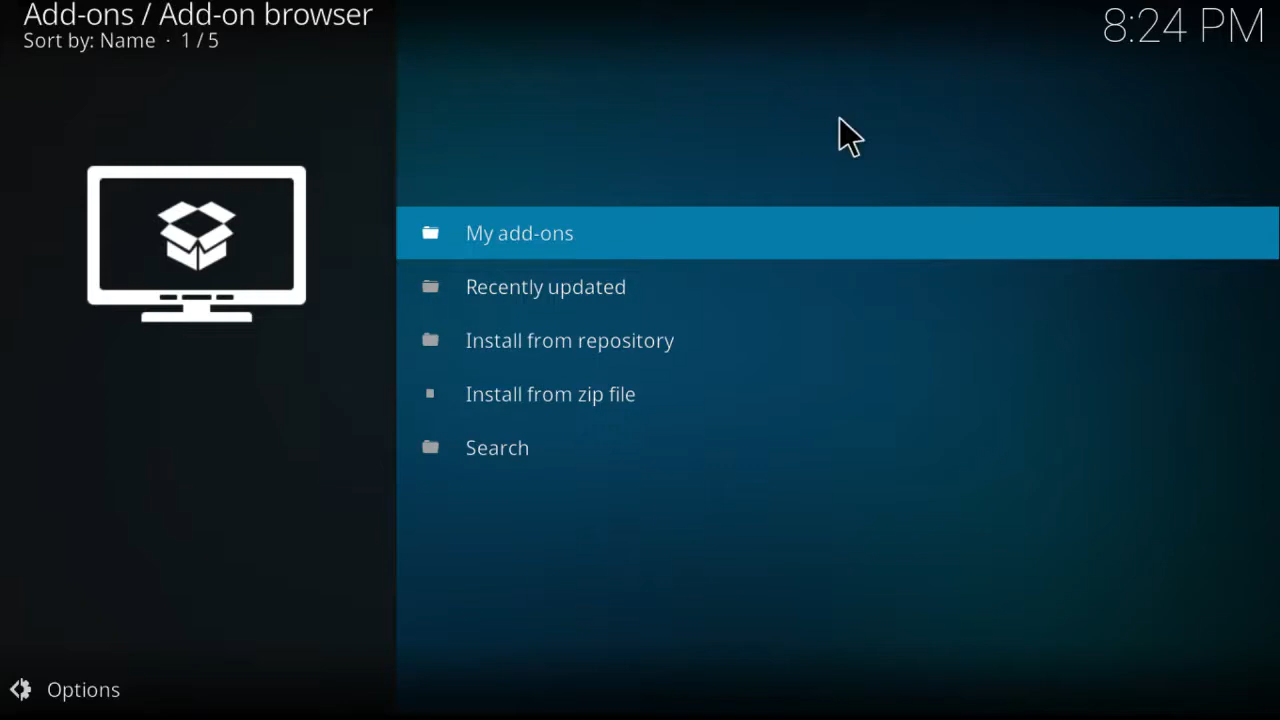 Add-ons / Add-on browser
Sort by: Name · 1 / 5
8:24 PM
My add-ons
Recently updated
Install from repository
Install from zip file
Search
Options